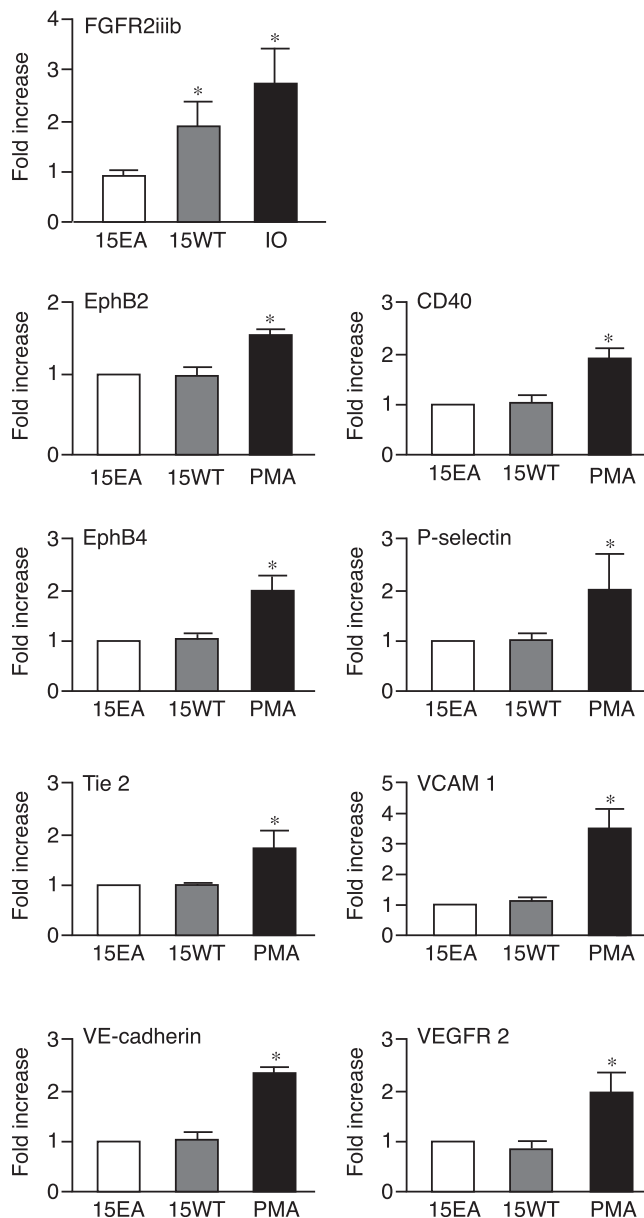 FGFR2iiib
Fold increase
4
3
2
1
0
*
*
15EA 15WT IO
EphB2
Fold increase
2
1
0
*
15EA 15WT PMA
CD40
Fold increase
3
2
1
0
*
15EA 15WT PMA
EphB4
Fold increase
3
2
1
0
*
15EA 15WT PMA
P-selectin
Fold increase
3
2
1
0
*
15EA 15WT PMA
Tie 2
Fold increase
3
2
1
0
*
15EA 15WT PMA
VCAM 1
Fold increase
5
4
3
2
1
0
*
15EA 15WT PMA
VE-cadherin
Fold increase
3
2
1
0
*
15EA 15WT PMA
VEGFR 2
Fold increase
3
2
1
0
*
15EA 15WT PMA